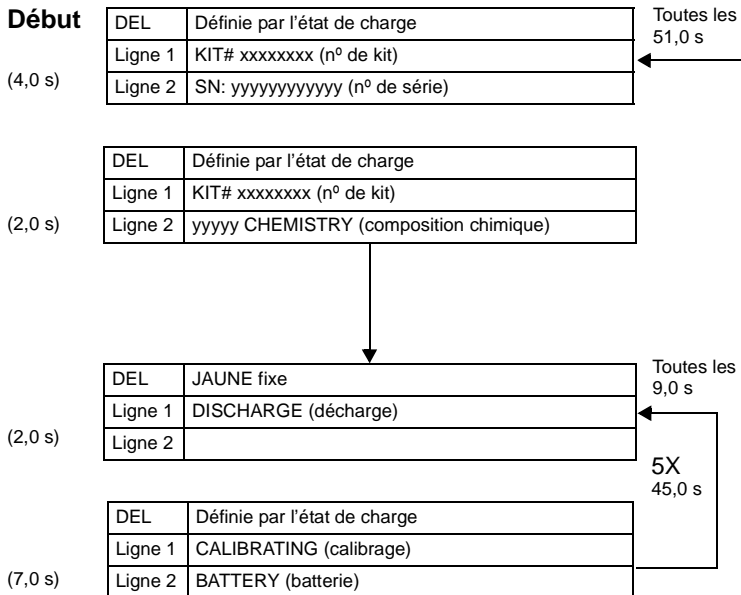 Début
DEL Définie par l'état de charge
Toutes les
51,0 s
Ligne 1 KIT# xxxxxxxx (nº de kit)
(4,0 s)
Ligne 2 SN: yyyyyyyyyyyy (nº de série)
DEL Définie par l'état de charge
Ligne 1 KIT# xxxxxxxx (nº de kit)
(2,0 s)
Ligne 2 yyyyy CHEMISTRY (composition chimique)
DEL JAUNE fixe
Toutes les
9,0 s
Ligne 1 DISCHARGE (décharge)
(2,0 s)
Ligne 2
5X
45,0 s
DEL Définie par l'état de charge
Ligne 1 CALIBRATING (calibrage)
(7,0 s)
Ligne 2 BATTERY (batterie)